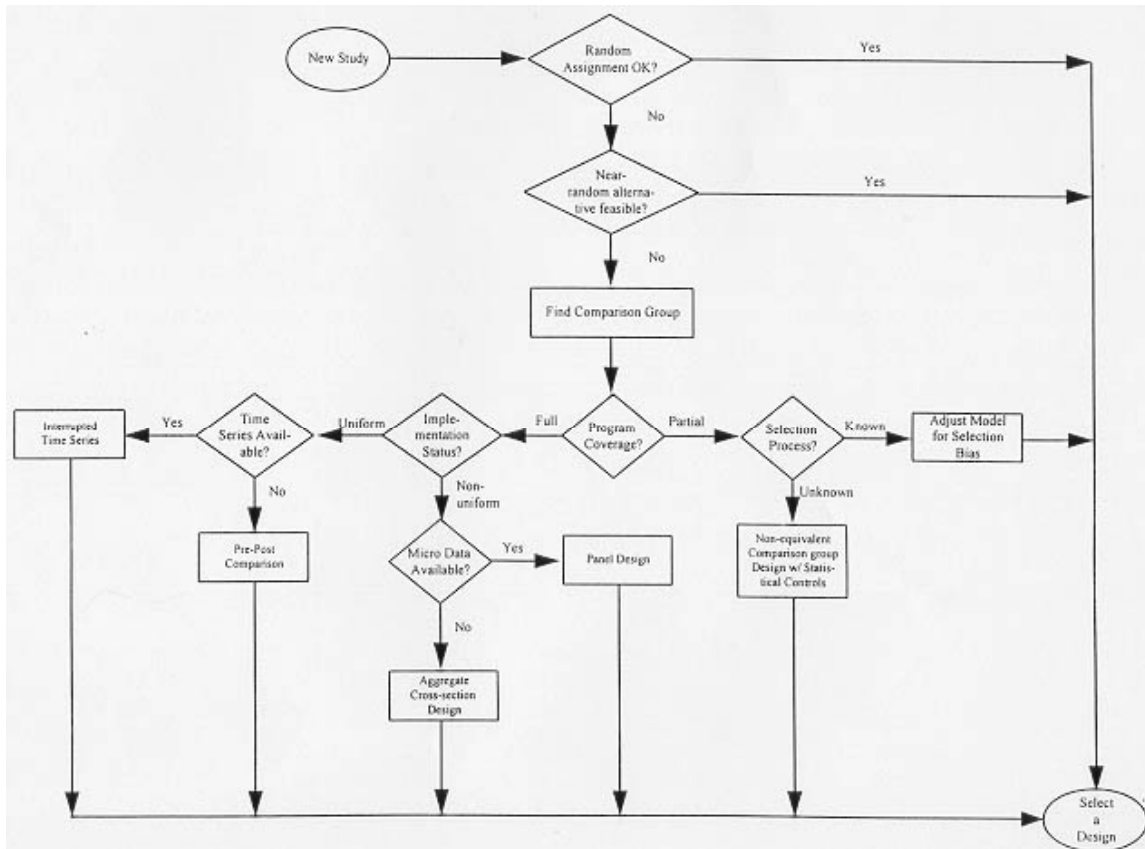 Random
Assignment OK?
Yes
New Study
No
Near-
random alterna-
tive feasible?
Yes
No
Find Comparison Group
Interrupted
Time Series
Yes
Time
Series Avail-
able?
Uniform
Imple-
mentation
Status?
Full
Program
Coverage?
Partial
Selection
Process?
Known
Adjust Model
for Selection
Bias
No
Non-
uniform
Unknown
Pre-Post
Comparison
Micro Data
Available?
Yes
Panel Design
Non-equivalent
Comparison group
Design w/ Statis-
tical Controls
No
Aggregate
Cross-section
Design
Select
a
Design